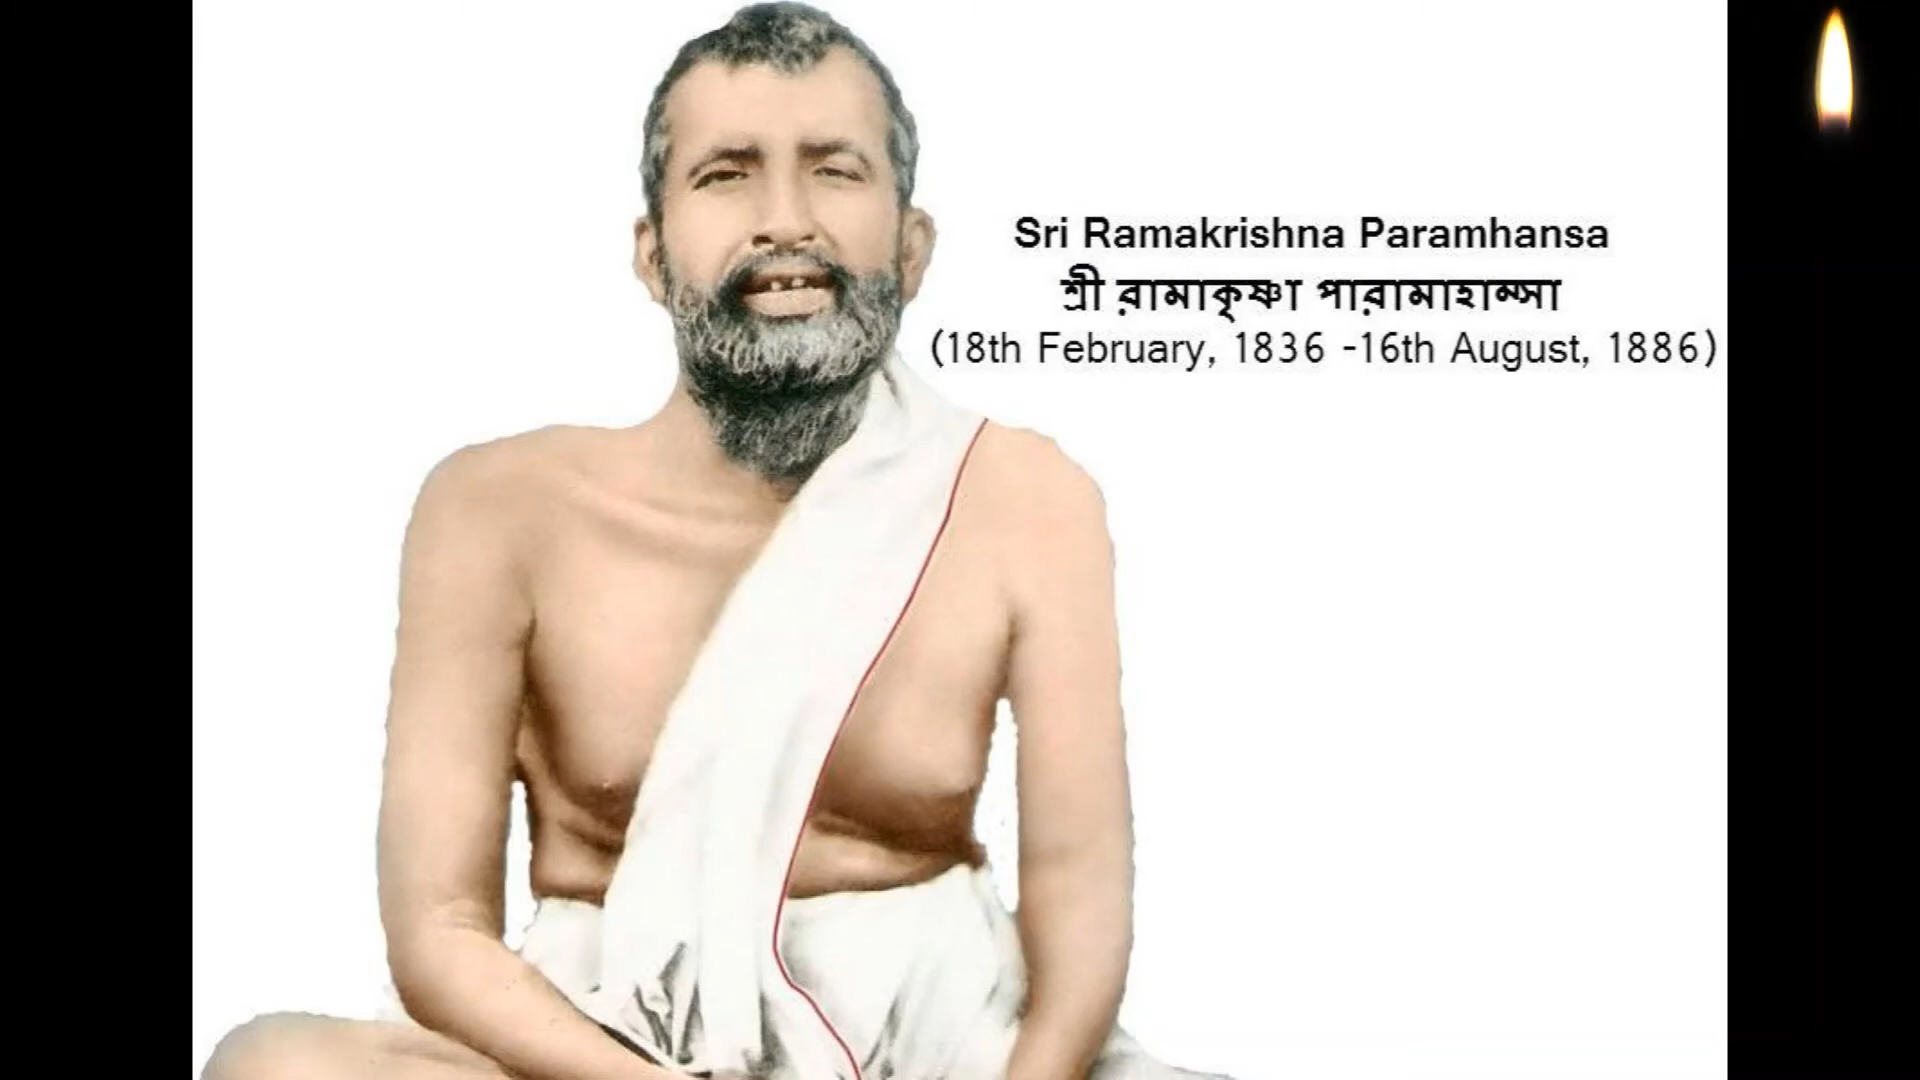 Sri Ramakrishna Paramhansa
শ্রী রামাকৃষ্ণা পারামাহাম্সা
(18th February, 1836 -16th August, 1886)